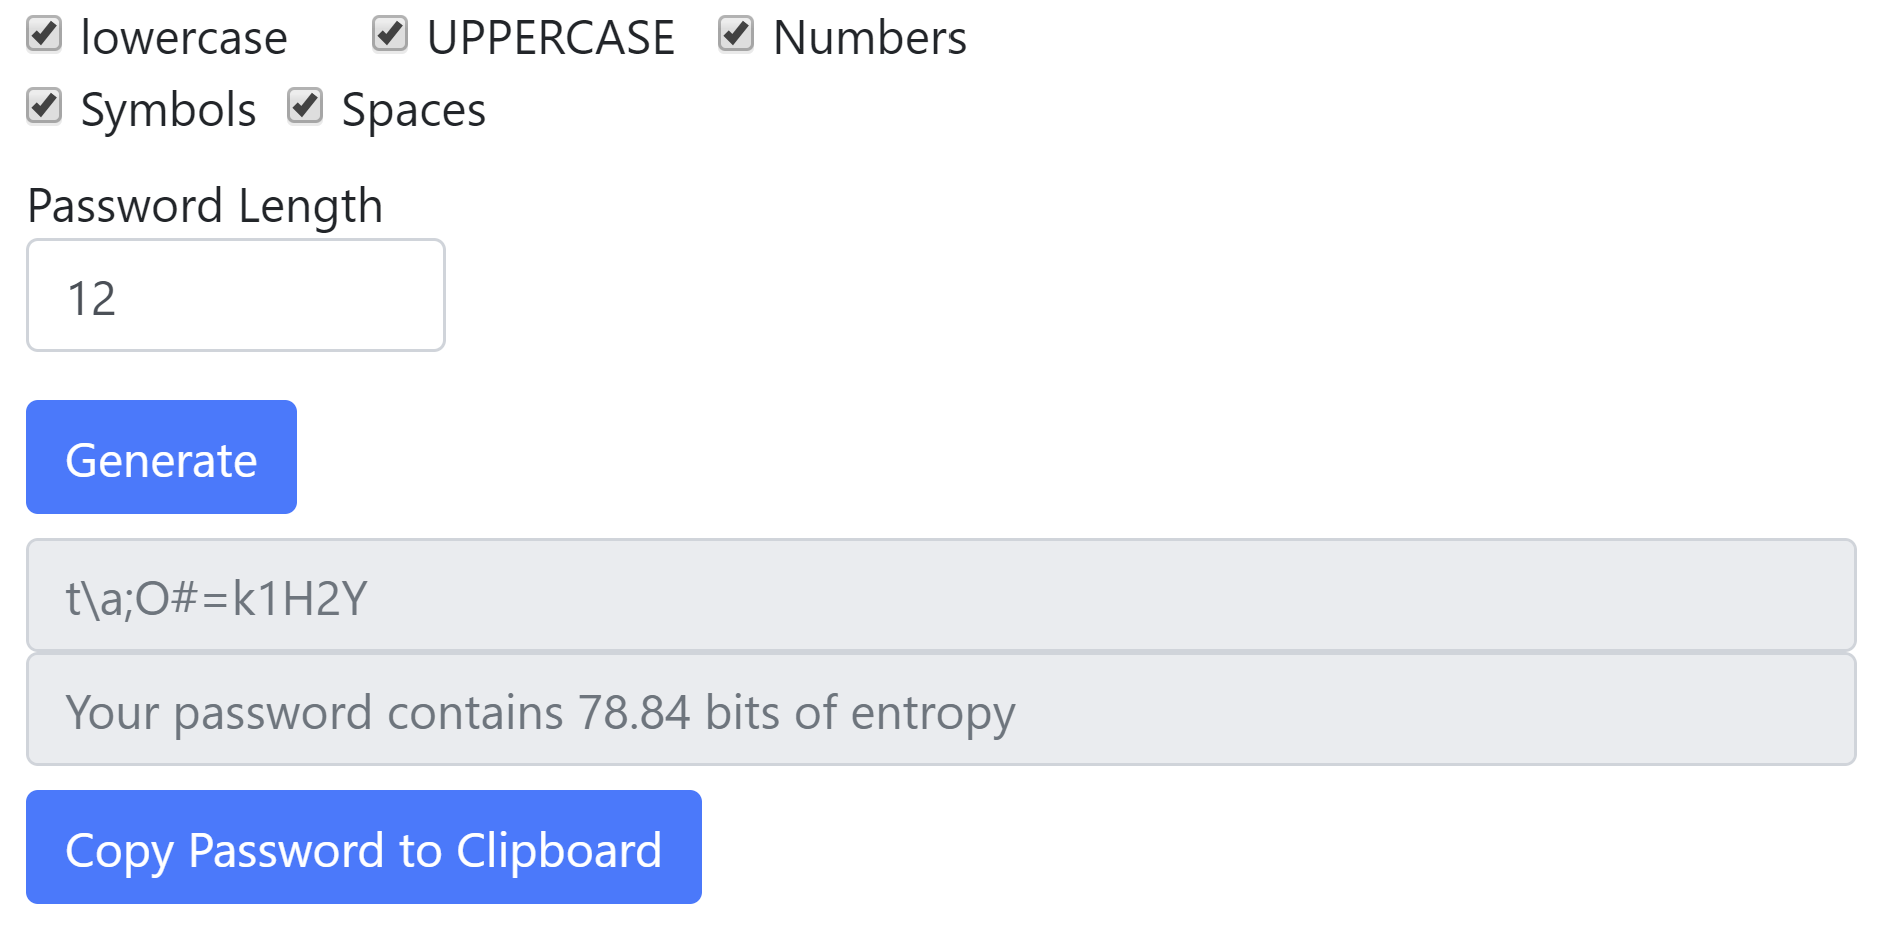 lowercase UPPERCASE Numbers
Symbols Spaces
Password Length
12
Generate
t\a;O#=k1H2Y
Your password contains 78.84 bits of entropy
Copy Password to Clipboard